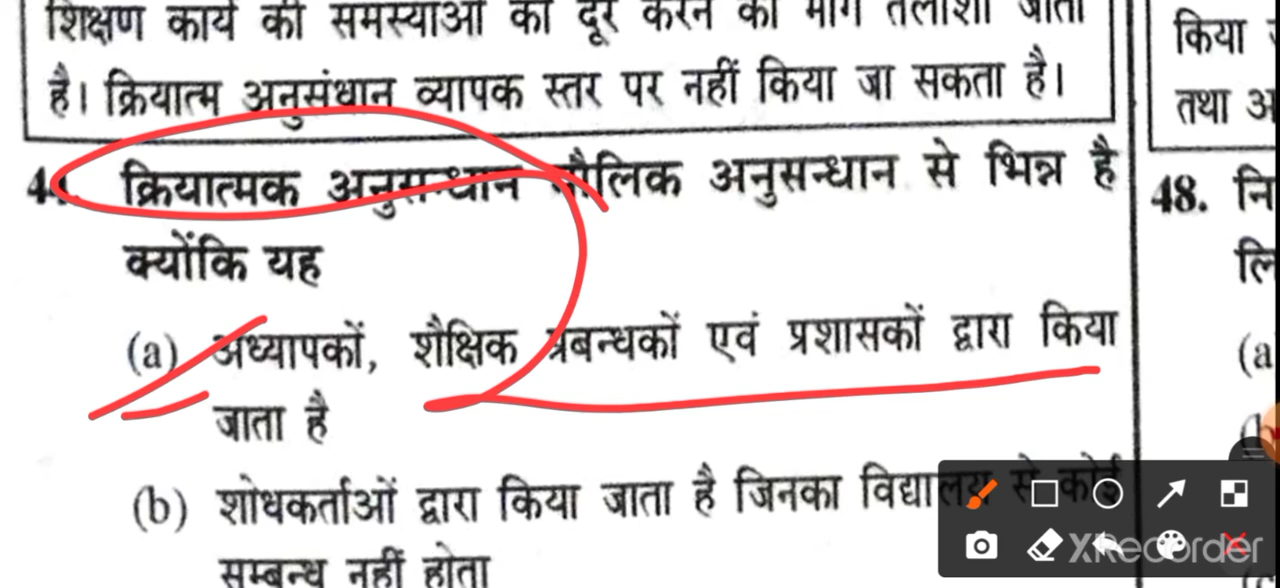 शिक्षण कार्य की समस्याओं को दूर करने का मार्ग तलाशा जाता
है। क्रियात्म अनुसंधान व्यापक स्तर पर नहीं किया जा सकता है।
क्रियात्मक अनुसन्धान मौलिक अनुसन्धान से भिन्न है
क्योंकि यह
(a) अध्यापकों, शैक्षिक प्रबन्धकों एवं प्रशासकों द्वारा किया
जाता है
(b) शोधकर्ताओं द्वारा किया जाता है जिनका विद्यालय से कोई
सम्बन्ध नहीं होता
किया
तथा
48.
(a
XRecorder